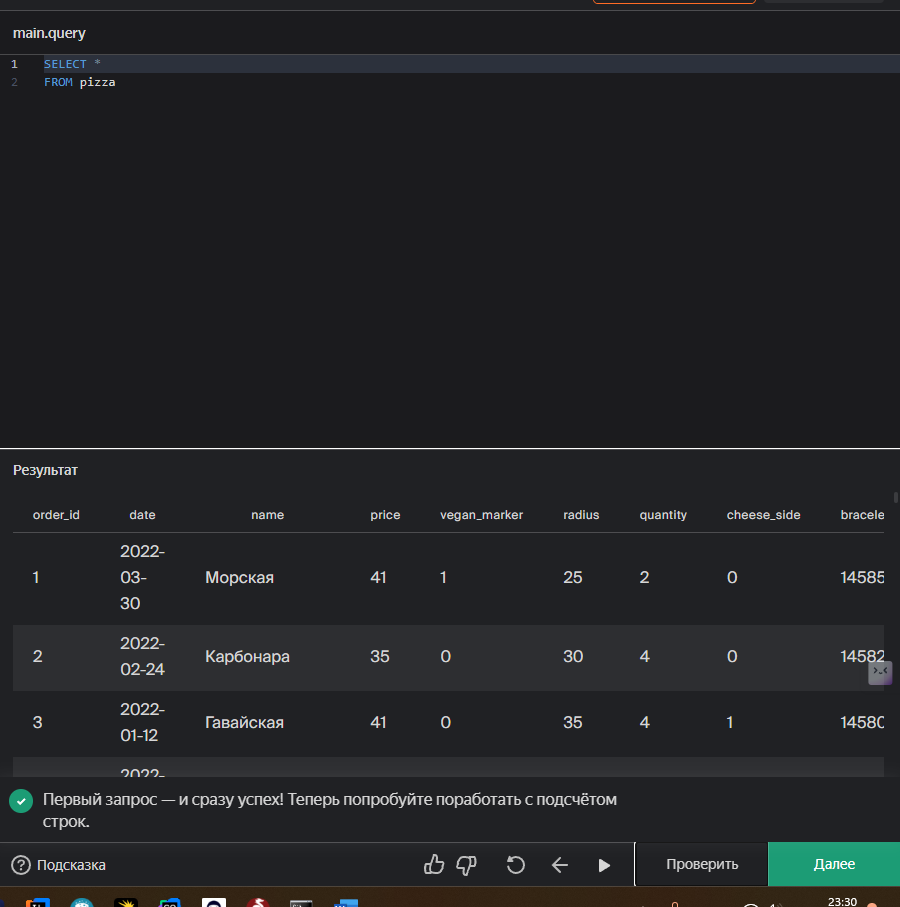 main.query
1 SELECT *
2 FROM pizza
Результат
order_id date name price vegan_marker radius quantity cheese_side bracele
1 2022-03-30 Морская 41 1 25 2 0 14585
2 2022-02-24 Карбонара 35 0 30 4 0 14582
3 2022-01-12 Гавайская 41 0 35 4 1 14580
2022-
Первый запрос — и сразу успех! Теперь попробуйте поработать с подсчётом
строк.
Подсказка Проверить Далее
23:30